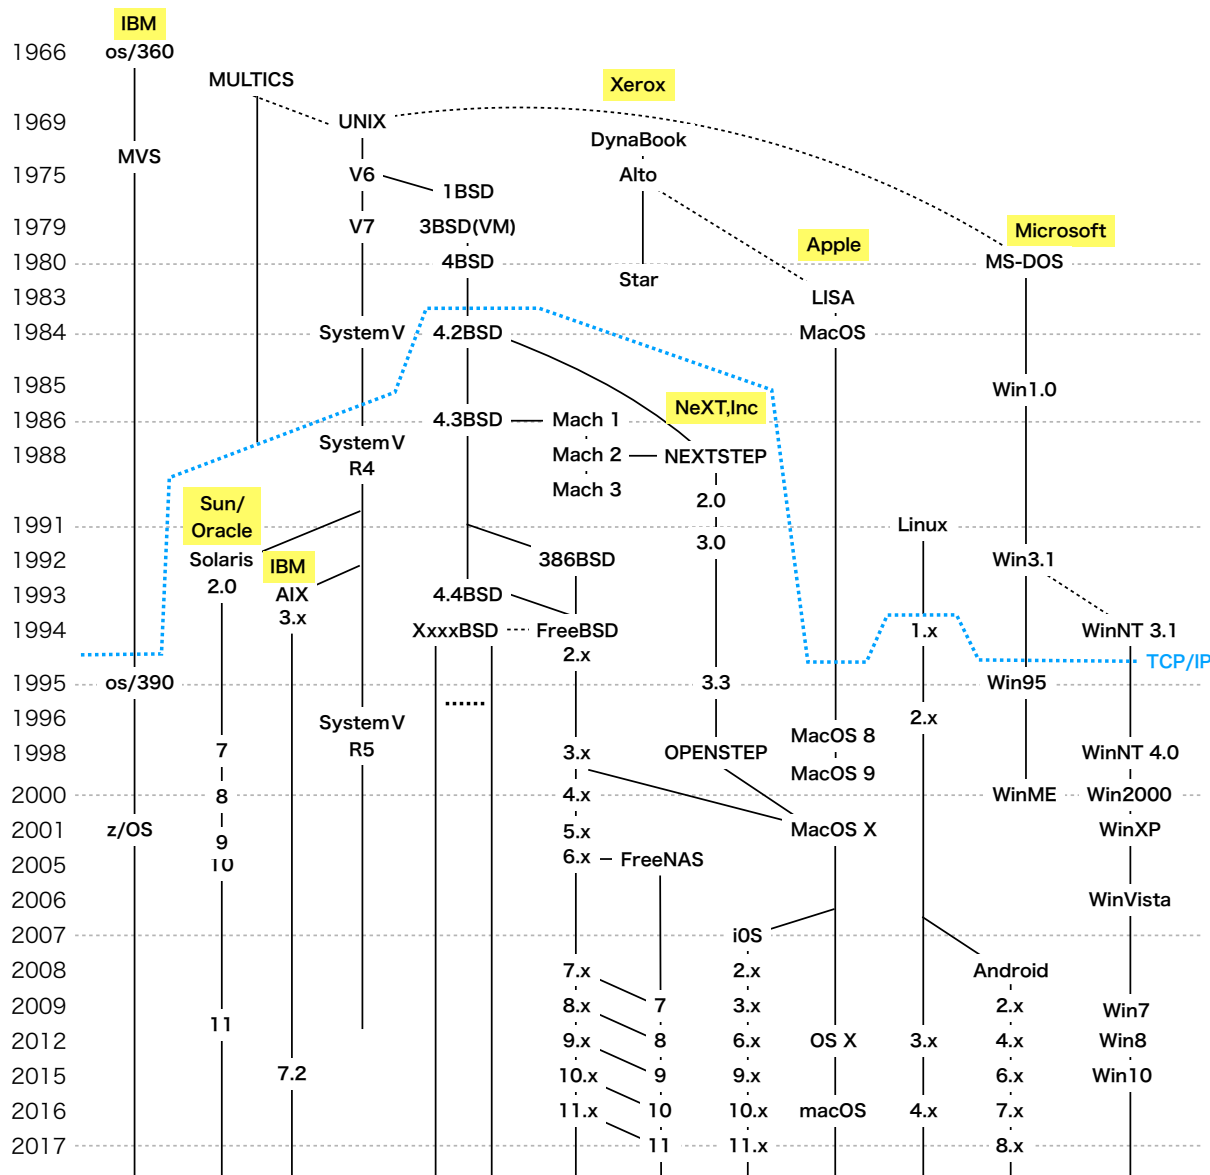 IBM
1966 os/360
MULTICS
Xerox
1969 UNIX
DynaBook
MVS
1975 V6 Alto
1BSD
1979 V7 3BSD(VM)
Microsoft
Apple
1980 4BSD MS-DOS
Star
1983 LISA
1984 System V 4.2BSD MacOS
1985 Win1.0
NeXT,Inc
1986 4.3BSD Mach 1
System V
1988 Mach 2 NEXTSTEP
R4
Mach 3
2.0
Sun/
1991 Linux
Oracle
3.0
1992 Solaris 386BSD Win3.1
IBM
2.0
1993 AIX 4.4BSD
3.x
1994 XxxxBSD FreeBSD 1.x WinNT 3.1
2.x
TCP/IP
1995 os/390 3.3 Win95
1996 2.x
System V
MacOS 8
1998 7 R5 3.x OPENSTEP WinNT 4.0
MacOS 9
2000 8 4.x WinME Win2000
2001 z/OS 5.x MacOS X WinXP
9
6.x FreeNAS
2005 10
2006 WinVista
2007 i0S
2008 7.x 2.x Android
2009 8.x 7 3.x 2.x Win7
11
2012 9.x 8 6.x OS X 3.x 4.x Win8
2015 7.2 10.x 9 9.x 6.x Win10
2016 11.x 10 10.x macOS 4.x 7.x
2017 11 11.x 8.x